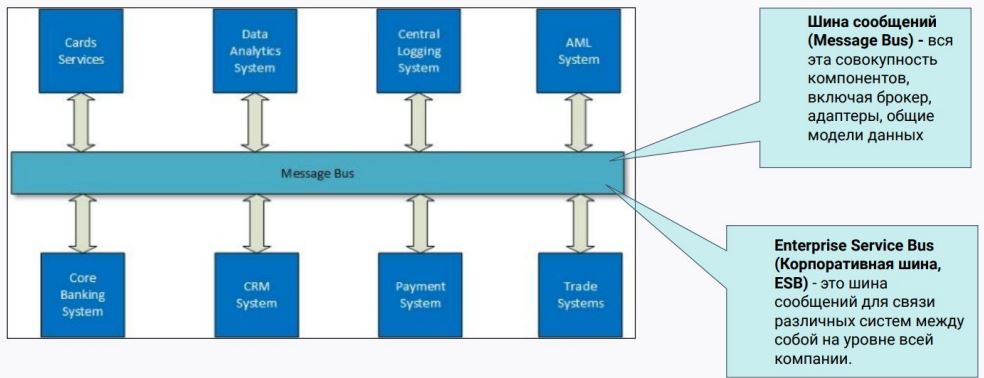 Cards
Services
Data
Analytics
System
Central
Logging
System
AML
System
Message Bus
Core
Banking
System
CRM
System
Payment
System
Trade
Systems
Шина сообщений
(Message Bus) - вся
эта совокупность
компонентов,
включая брокер,
адаптеры, общие
модели данных
Enterprise Service Bus
(Корпоративная шина,
ESB) - это шина
сообщений для связи
различных систем между
собой на уровне всей
компании.